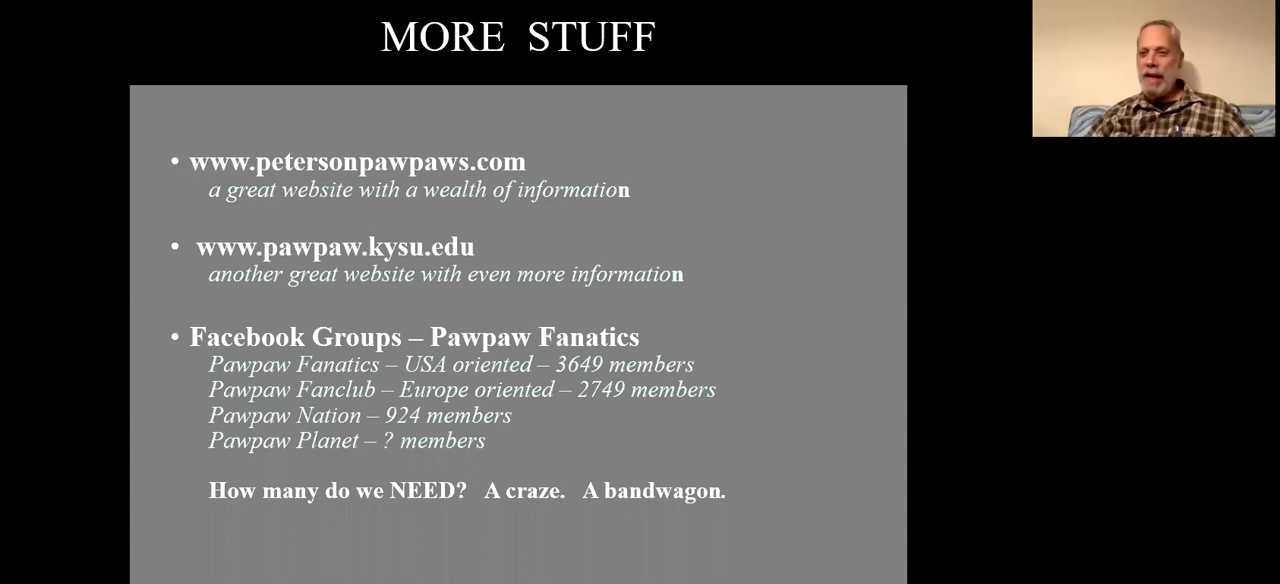 MORE STUFF
• www.petersonpawpaws.com
a great website with a wealth of information
• www.pawpaw.kysu.edu
another great website with even more information
• Facebook Groups – Pawpaw Fanatics
Pawpaw Fanatics – USA oriented – 3649 members
Pawpaw Fanclub – Europe oriented – 2749 members
Pawpaw Nation – 924 members
Pawpaw Planet – ? members
How many do we NEED? A craze. A bandwagon.